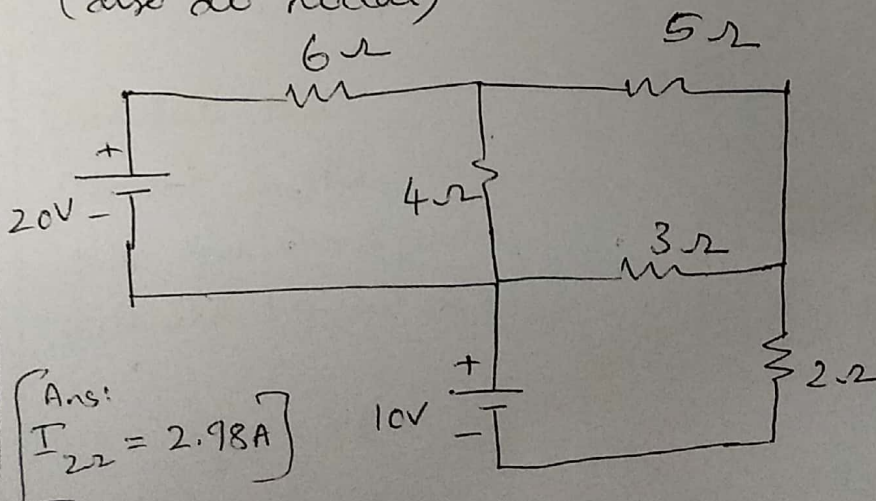 6Ω
5Ω
+
20V -
4Ω
3Ω
+
10V
-
2Ω
Ans:
I₂Ω = 2.98A